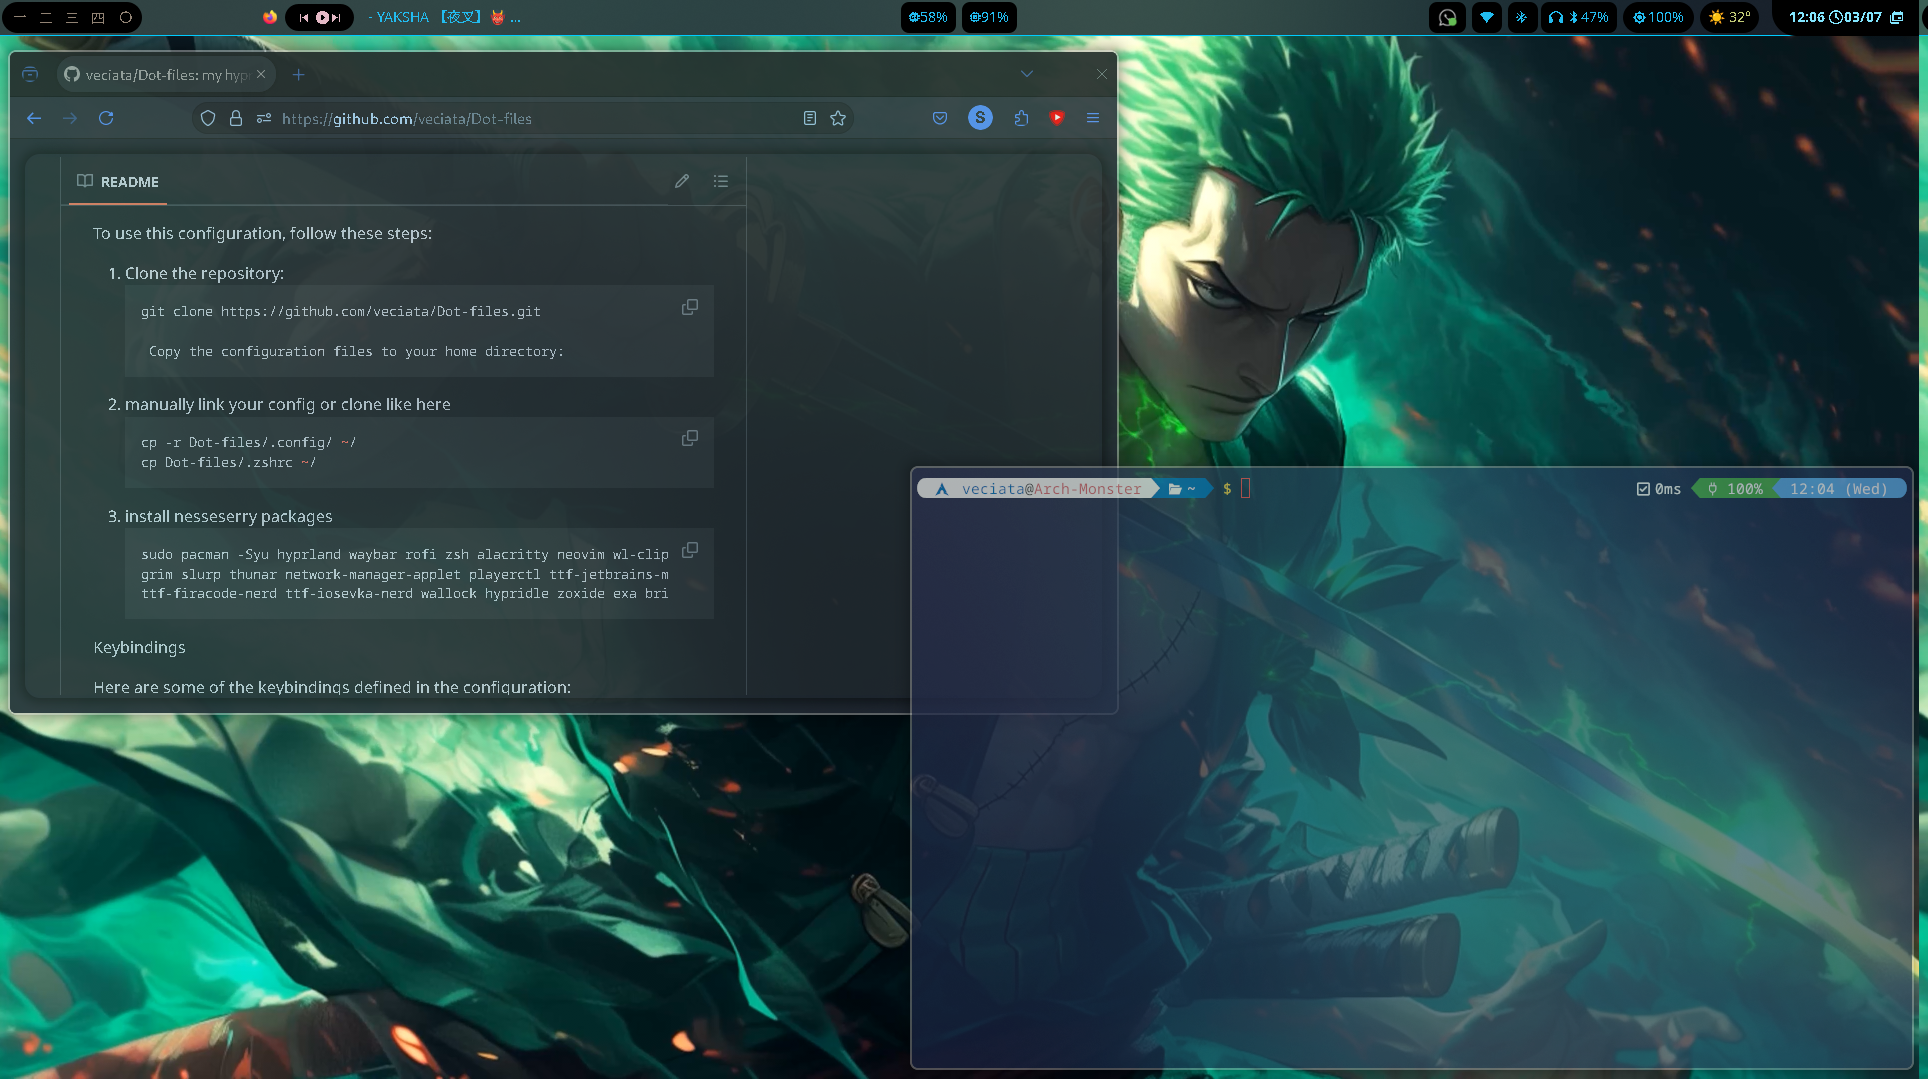 一 二 三 四
- YAKSHA 【夜叉】 👹 ...
58%
91%
47%
100%
32°
12:06 03/07
veciata/Dot-files: my hyp
https://github.com/veciata/Dot-files
S
README
To use this configuration, follow these steps:
1. Clone the repository:
git clone https://github.com/veciata/Dot-files.git
Copy the configuration files to your home directory:
2. manually link your config or clone like here
cp -r Dot-files/.config/ ~/
cp Dot-files/.zshrc ~/
3. install nesseserry packages
sudo pacman -Syu hyprland waybar rofi zsh alacritty neovim wl-clip
grim slurp thunar network-manager-applet playerctl ttf-jetbrains-m
ttf-firacode-nerd ttf-iosevka-nerd wallock hypridle zoxide exa bri
Keybindings
Here are some of the keybindings defined in the configuration:
veciata@Arch-Monster ~ $
0ms 100% 12:04 (Wed)